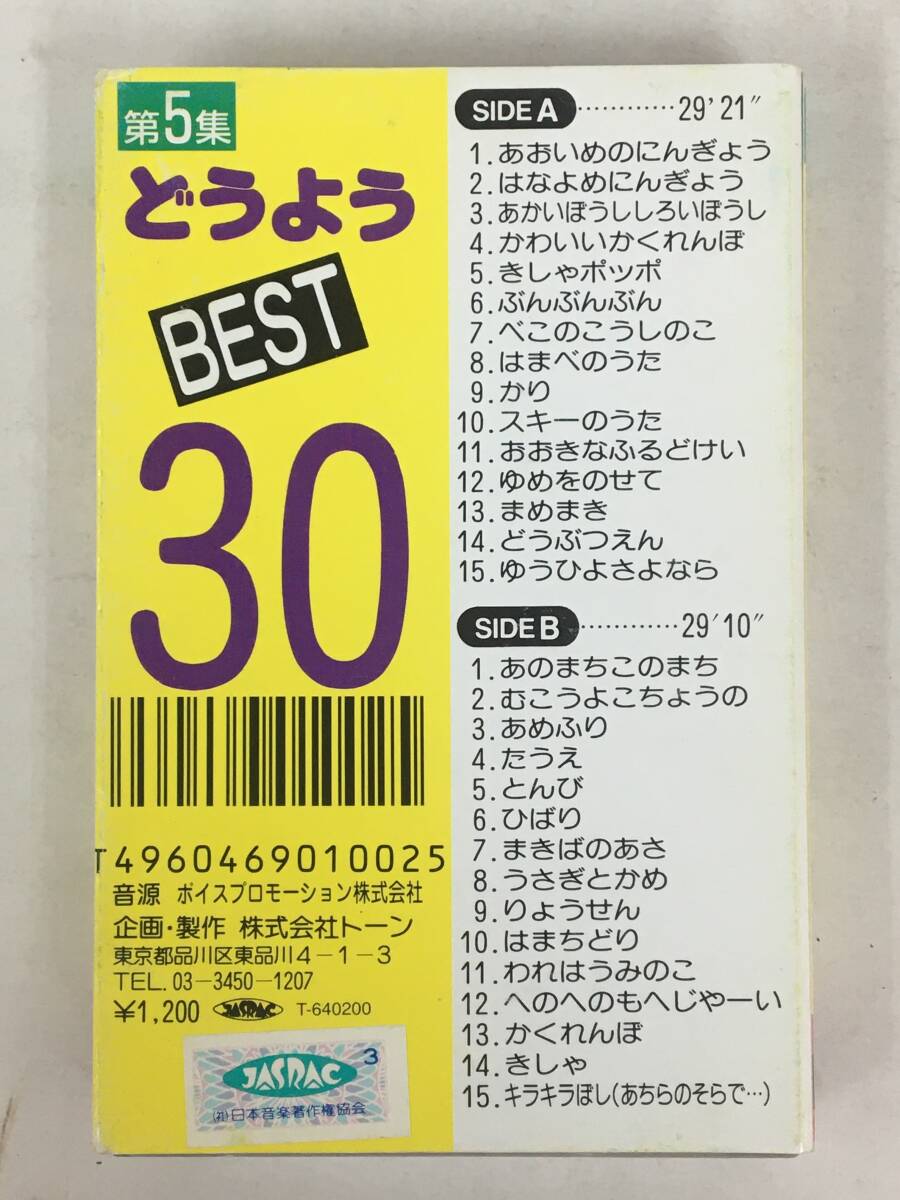 第5集
どうよう
BEST
30
T4960469010025
音源 ボイスプロモーション株式会社
企画・製作 株式会社トーン
東京都品川区東品川4－1－3
TEL. 03－3450－1207
¥1,200 JASRAC T-640200
JASRAC 3
(社)日本音楽著作権協会
SIDE A ………… 29'21"
1. あおいめのにんぎょう
2. はなよめにんぎょう
3. あかいぼうししろいぼうし
4. かわいいかくれんぼ
5. きしゃポッポ
6. ぶんぶんぶん
7. べこのこうしのこ
8. はまべのうた
9. かり
10. スキーのうた
11. おおきなふるどけい
12. ゆめをのせて
13. まめまき
14. どうぶつえん
15. ゆうひよさよなら
SIDE B ………… 29'10"
1. あのまちこのまち
2. むこうよこちょうの
3. あめふり
4. たうえ
5. とんび
6. ひばり
7. まきばのあさ
8. うさぎとかめ
9. りょうせん
10. はまちどり
11. われはうみのこ
12. へのへのもへじやーい
13. かくれんぼ
14. きしゃ
15. キラキラぼし(あちらのそらで…)